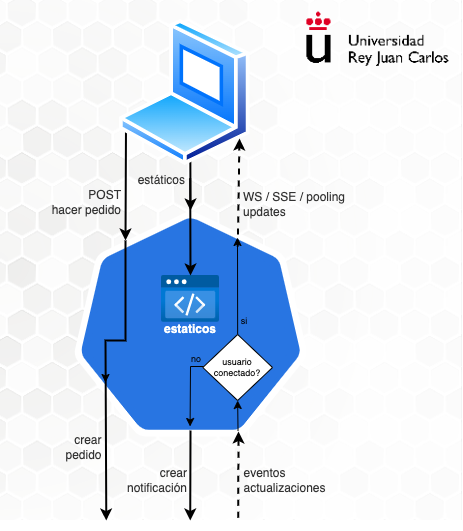 Universidad
Rey Juan Carlos
estáticos
POST
hacer pedido
WS / SSE / pooling
updates
</>
estaticos
si
no
usuario
conectado?
crear
pedido
crear
notificación
eventos
actualizaciones